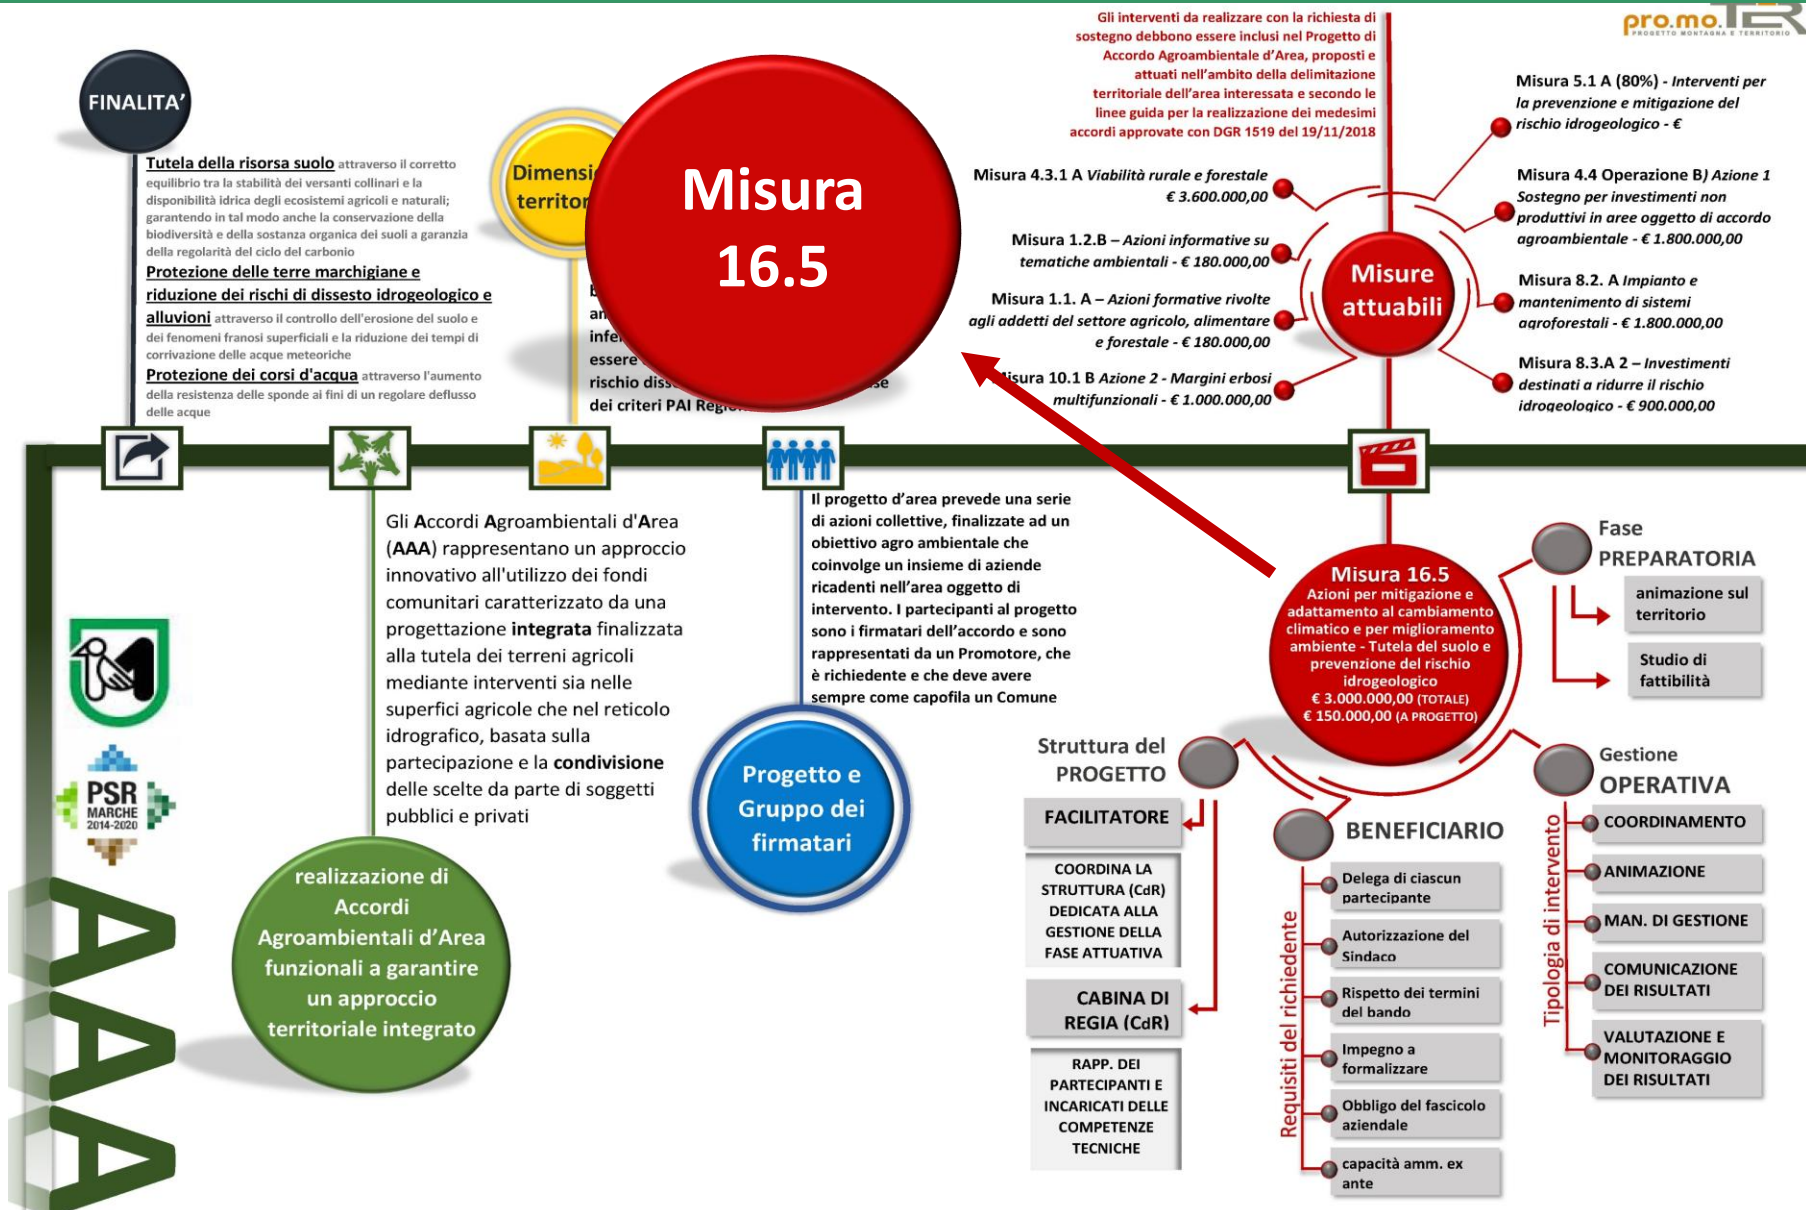 pro.mo.TER
PROGETTO MONTAGNA E TERRITORIO
FINALITA’
Tutela della risorsa suolo attraverso il corretto
equilibrio tra la stabilità dei versanti collinari e la
disponibilità idrica degli ecosistemi agricoli e naturali;
garantendo in tal modo anche la conservazione della
biodiversità e della sostanza organica dei suoli a garanzia
della regolarità del ciclo del carbonio
Protezione delle terre marchigiane e
riduzione dei rischi di dissesto idrogeologico e
alluvioni attraverso il controllo dell'erosione del suolo e
dei fenomeni franosi superficiali e la riduzione dei tempi di
corrivazione delle acque meteoriche
Protezione dei corsi d'acqua attraverso l'aumento
della resistenza delle sponde ai fini di un regolare deflusso
delle acque
Dimensi
territor
essere
rischio diss
dei criteri PAI Regi
Misura
16.5
Gli interventi da realizzare con la richiesta di
sostegno debbono essere inclusi nel Progetto di
Accordo Agroambientale d’Area, proposti e
attuati nell’ambito della delimitazione
territoriale dell’area interessata e secondo le
linee guida per la realizzazione dei medesimi
accordi approvate con DGR 1519 del 19/11/2018
Misura 4.3.1 A Viabilità rurale e forestale
€ 3.600.000,00
Misura 1.2.B – Azioni informative su
tematiche ambientali - € 180.000,00
Misura 1.1. A – Azioni formative rivolte
agli addetti del settore agricolo, alimentare
e forestale - € 180.000,00
Misura 10.1 B Azione 2 - Margini erbosi
multifunzionali - € 1.000.000,00
Misure
attuabili
Misura 5.1 A (80%) - Interventi per
la prevenzione e mitigazione del
rischio idrogeologico - €
Misura 4.4 Operazione B) Azione 1
Sostegno per investimenti non
produttivi in aree oggetto di accordo
agroambientale - € 1.800.000,00
Misura 8.2. A Impianto e
mantenimento di sistemi
agroforestali - € 1.800.000,00
Misura 8.3.A 2 – Investimenti
destinati a ridurre il rischio
idrogeologico - € 900.000,00
Gli Accordi Agroambientali d'Area
(AAA) rappresentano un approccio
innovativo all'utilizzo dei fondi
comunitari caratterizzato da una
progettazione integrata finalizzata
alla tutela dei terreni agricoli
mediante interventi sia nelle
superfici agricole che nel reticolo
idrografico, basata sulla
partecipazione e la condivisione
delle scelte da parte di soggetti
pubblici e privati
realizzazione di
Accordi
Agroambientali d’Area
funzionali a garantire
un approccio
territoriale integrato
PSR
MARCHE
2014-2020
AAA
Il progetto d’area prevede una serie
di azioni collettive, finalizzate ad un
obiettivo agro ambientale che
coinvolge un insieme di aziende
ricadenti nell’area oggetto di
intervento. I partecipanti al progetto
sono i firmatari dell’accordo e sono
rappresentati da un Promotore, che
è richiedente e che deve avere
sempre come capofila un Comune
Progetto e
Gruppo dei
firmatari
Misura 16.5
Azioni per mitigazione e
adattamento al cambiamento
climatico e per miglioramento
ambiente - Tutela del suolo e
prevenzione del rischio
idrogeologico
€ 3.000.000,00 (TOTALE)
€ 150.000,00 (A PROGETTO)
Fase
PREPARATORIA
animazione sul
territorio
Studio di
fattibilità
Struttura del
PROGETTO
FACILITATORE
COORDINA LA
STRUTTURA (CdR)
DEDICATA ALLA
GESTIONE DELLA
FASE ATTUATIVA
CABINA DI
REGIA (CdR)
RAPP. DEI
PARTECIPANTI E
INCARICATI DELLE
COMPETENZE
TECNICHE
BENEFICIARIO
Requisiti del richiedente
Delega di ciascun
partecipante
Autorizzazione del
Sindaco
Rispetto dei termini
del bando
Impegno a
formalizzare
Obbligo del fascicolo
aziendale
capacità amm. ex
ante
Gestione
OPERATIVA
Tipologia di intervento
COORDINAMENTO
ANIMAZIONE
MAN. DI GESTIONE
COMUNICAZIONE
DEI RISULTATI
VALUTAZIONE E
MONITORAGGIO
DEI RISULTATI